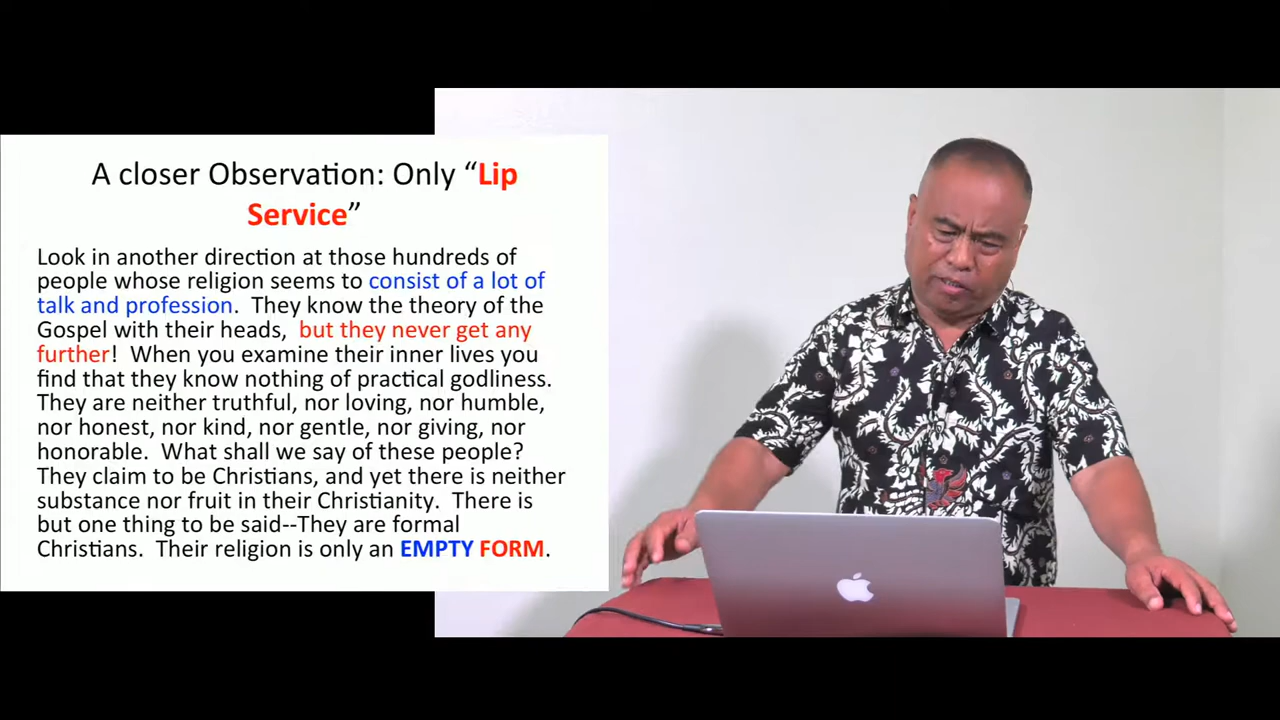 A closer Observation: Only “Lip
Service”
Look in another direction at those hundreds of
people whose religion seems to consist of a lot of
talk and profession.  They know the theory of the
Gospel with their heads,  but they never get any
further!  When you examine their inner lives you
find that they know nothing of practical godliness.
They are neither truthful, nor loving, nor humble,
nor honest, nor kind, nor gentle, nor giving, nor
honorable.  What shall we say of these people?
They claim to be Christians, and yet there is neither
substance nor fruit in their Christianity.  There is
but one thing to be said--They are formal
Christians.  Their religion is only an EMPTY FORM.